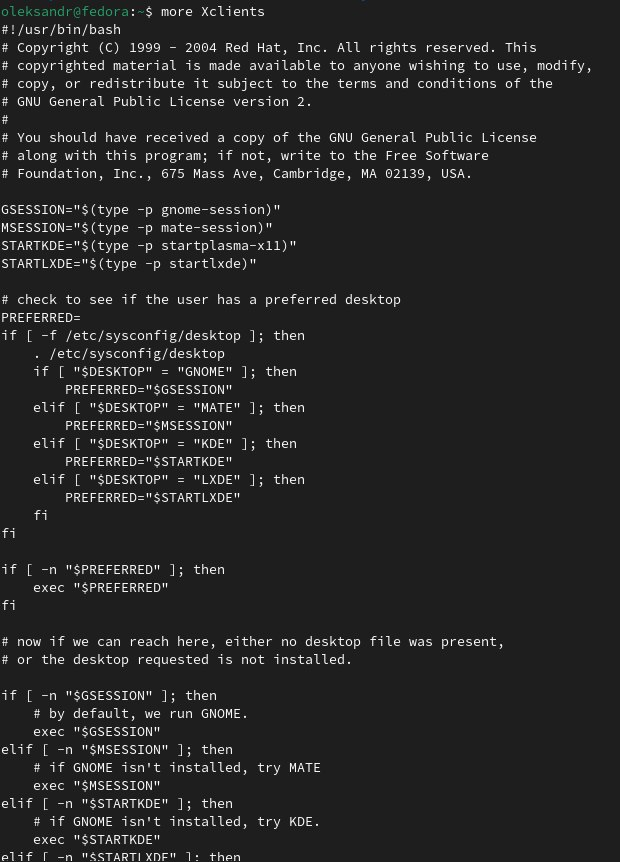 oleksandr@fedora:~$ more Xclients
#!/usr/bin/bash
# Copyright (C) 1999 - 2004 Red Hat, Inc. All rights reserved. This
# copyrighted material is made available to anyone wishing to use, modify,
# copy, or redistribute it subject to the terms and conditions of the
# GNU General Public License version 2.
#
# You should have received a copy of the GNU General Public License
# along with this program; if not, write to the Free Software
# Foundation, Inc., 675 Mass Ave, Cambridge, MA 02139, USA.

GSESSION="$(type -p gnome-session)"
MSESSION="$(type -p mate-session)"
STARTKDE="$(type -p startplasma-x11)"
STARTLXDE="$(type -p startlxde)"

# check to see if the user has a preferred desktop
PREFERRED=
if [ -f /etc/sysconfig/desktop ]; then
    . /etc/sysconfig/desktop
    if [ "$DESKTOP" = "GNOME" ]; then
        PREFERRED="$GSESSION"
    elif [ "$DESKTOP" = "MATE" ]; then
        PREFERRED="$MSESSION"
    elif [ "$DESKTOP" = "KDE" ]; then
        PREFERRED="$STARTKDE"
    elif [ "$DESKTOP" = "LXDE" ]; then
        PREFERRED="$STARTLXDE"
    fi
fi

if [ -n "$PREFERRED" ]; then
    exec "$PREFERRED"
fi

# now if we can reach here, either no desktop file was present,
# or the desktop requested is not installed.

if [ -n "$GSESSION" ]; then
    # by default, we run GNOME.
    exec "$GSESSION"
elif [ -n "$MSESSION" ]; then
    # if GNOME isn't installed, try MATE
    exec "$MSESSION"
elif [ -n "$STARTKDE" ]; then
    # if GNOME isn't installed, try KDE.
    exec "$STARTKDE"
elif [ -n "$STARTLXDE" ]; then